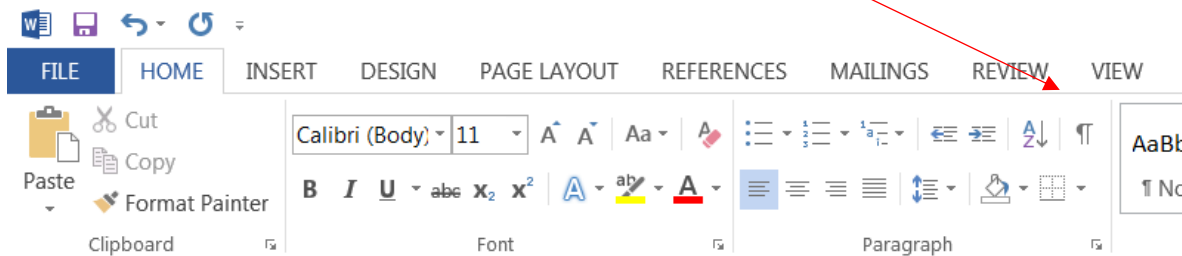 FILE HOME INSERT DESIGN PAGE LAYOUT REFERENCES MAILINGS REVIEW VIEW
Cut
Copy
Paste
Format Painter
Clipboard
Calibri (Body) 11 A A Aa
B I U abc X₂ X² A ab A
Font
A Z ¶
Paragraph
AaBb
¶ No